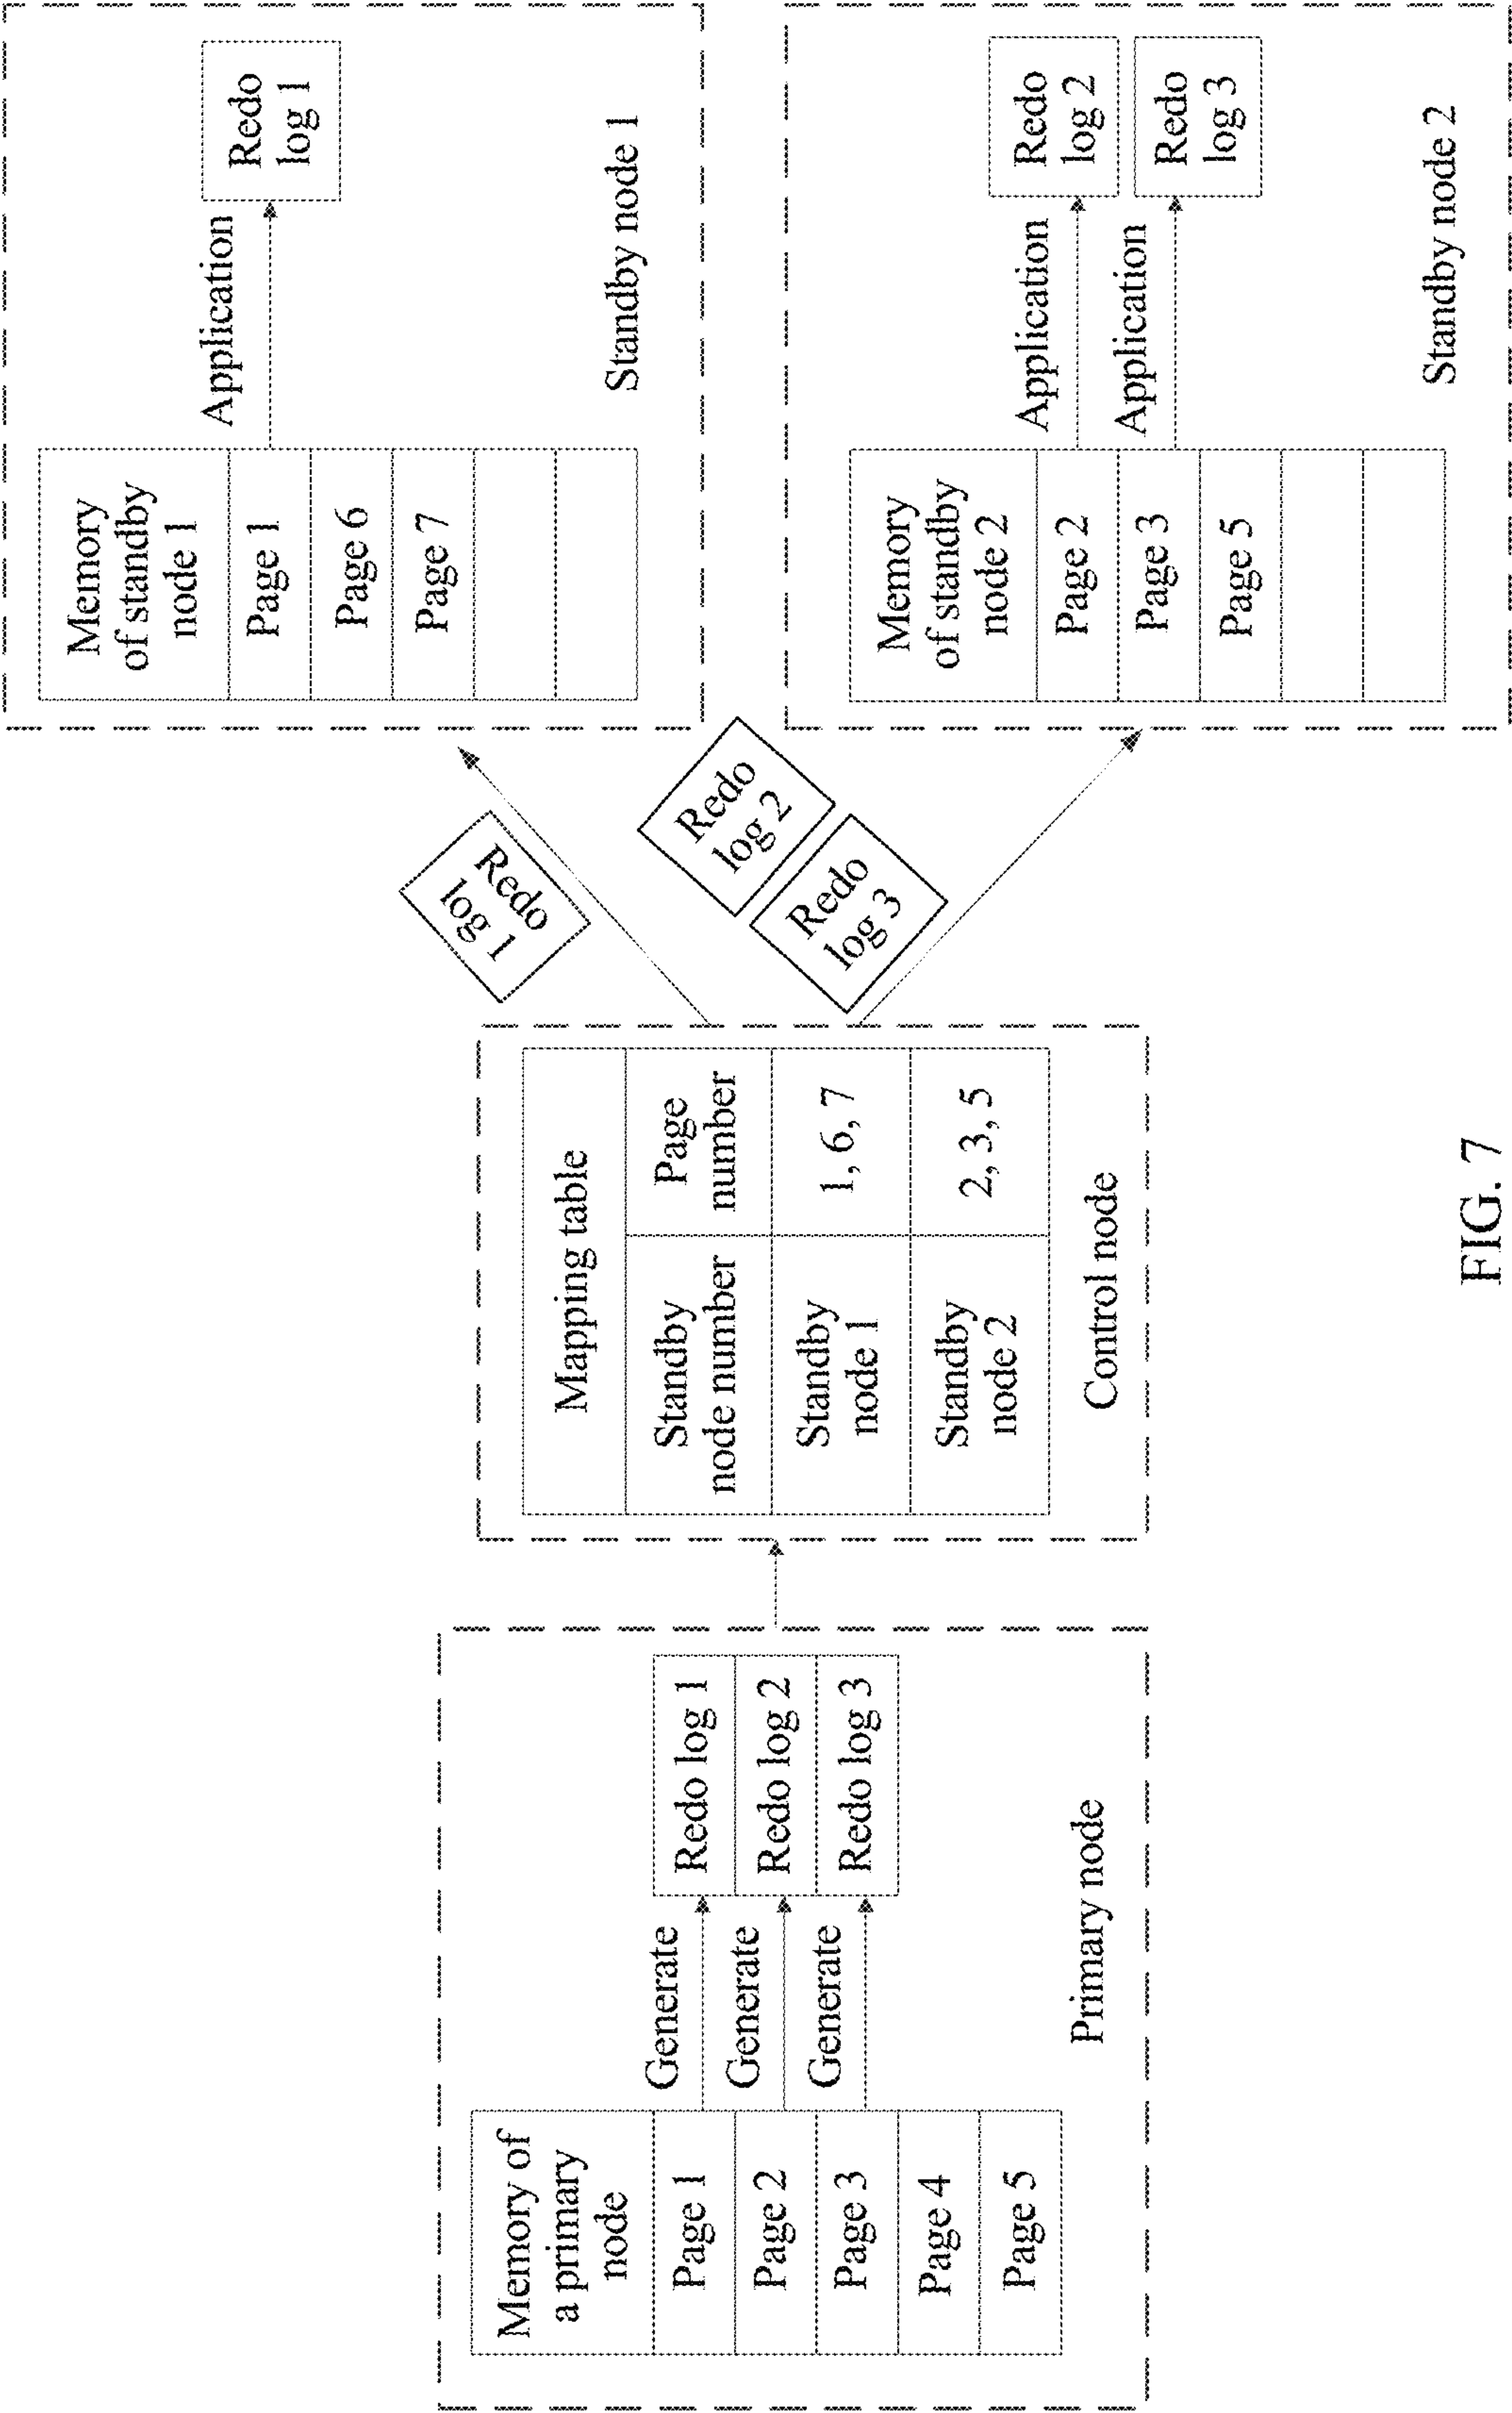 Memory of
a primary
node
Page 1
Page 2
Page 3
Page 4
Page 5
Generate
Generate
Generate
Redo log 1
Redo log 2
Redo log 3
Primary node
Mapping table
Standby
node number
Page
number
Standby
node 1
1, 6, 7
Standby
node 2
2, 3, 5
Control node
Redo
log 1
Redo
log 2
Redo
log 3
Memory
of standby
node 1
Page 1
Page 6
Page 7
Application
Redo
log 1
Standby node 1
Memory
of standby
node 2
Page 2
Page 3
Page 5
Application
Application
Redo
log 2
Redo
log 3
Standby node 2
FIG. 7